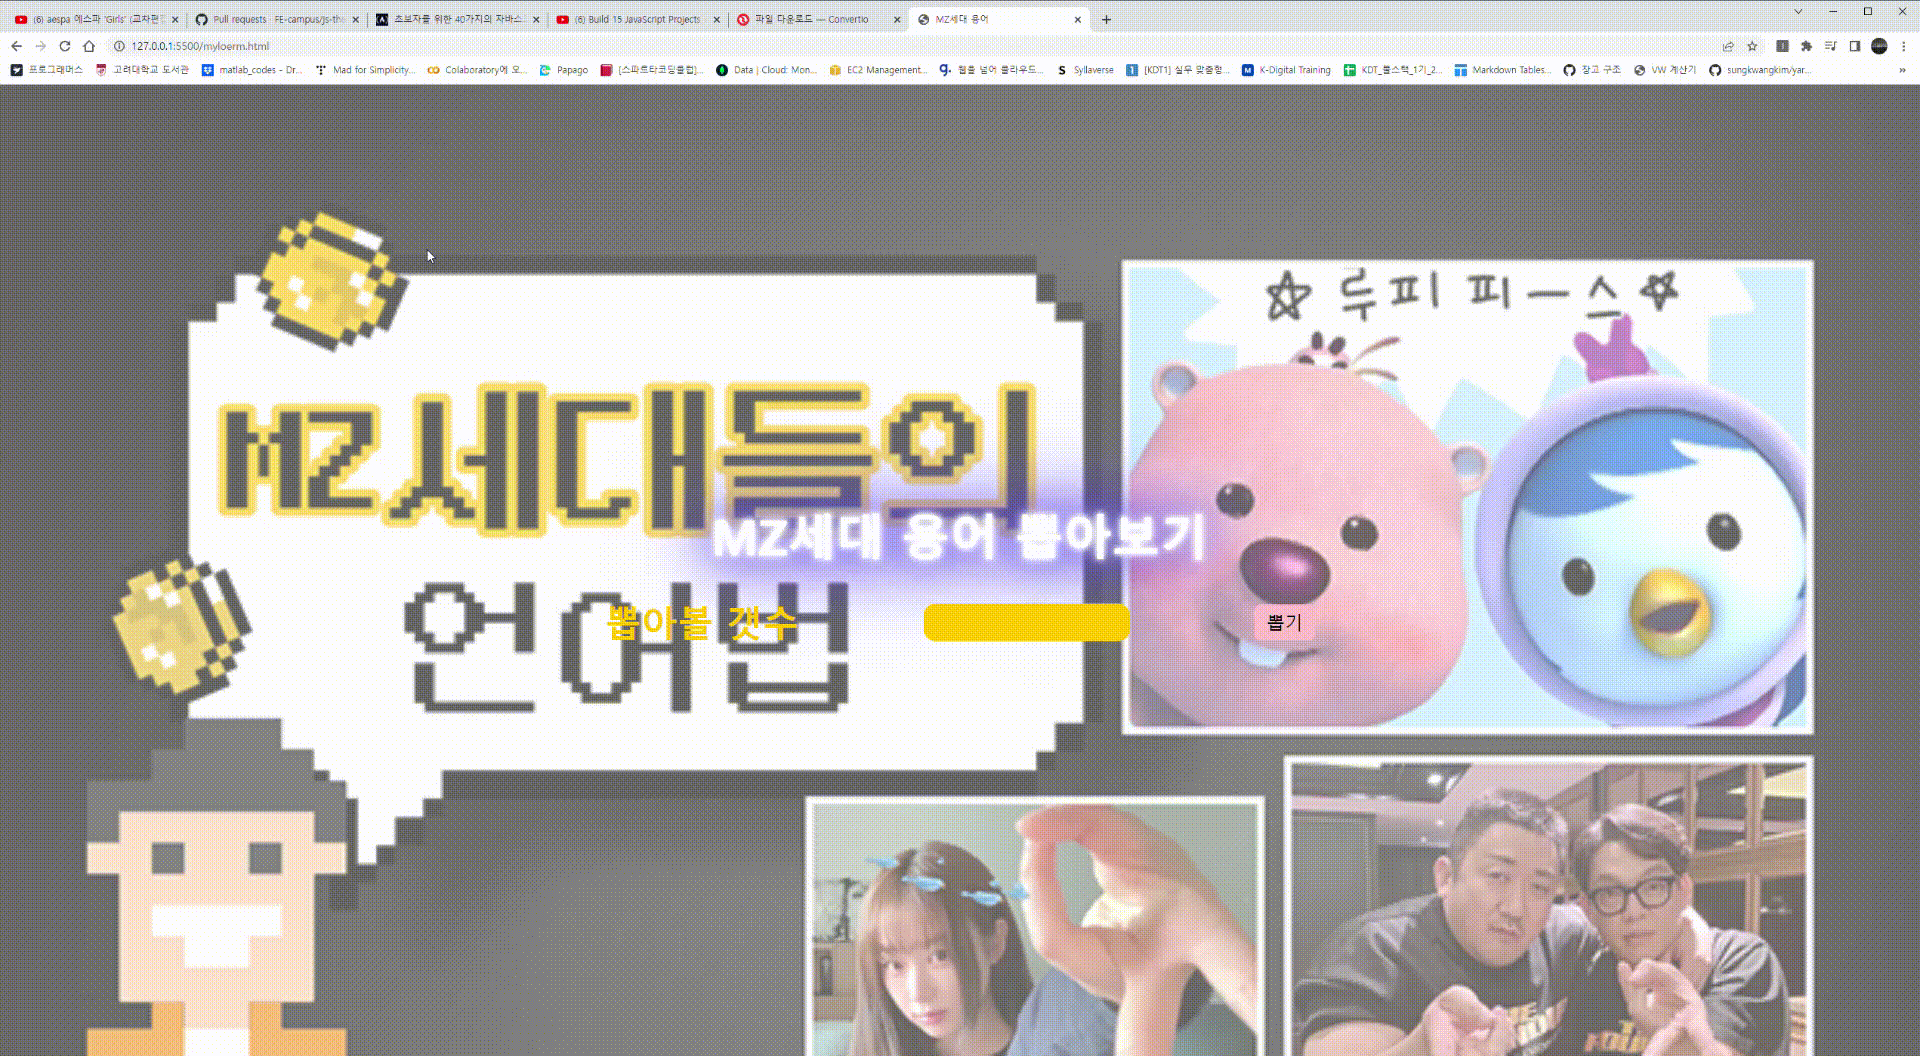 (6) aespa 에스파 'Girls' (교차편
Pull requests · FE-campus/js-the
초보자를 위한 40가지의 자바스
(6) Build 15 JavaScript Projects
파일 다운로드 — Convertio
MZ세대 용어
127.0.0.1:5500/myloerm.html
프로그래머스
고려대학교 도서관
matlab_codes - Dr...
Mad for Simplicity...
Colaboratory에 오...
Papago
[스파르타코딩클럽]...
Data | Cloud: Mon...
EC2 Management...
웹을 넘어 클라우드...
Syllaverse
[KDT1] 실무 맞춤형...
K-Digital Training
KDT_풀스택_1기_2...
Markdown Tables...
창고 구조
VW 계산기
sungkwangkim/yar...
»
☆ 루피 피—스 ☆
MZ세대들의
언어법
MZ세대 용어 뽑아보기
뽑아볼 갯수
뽑기